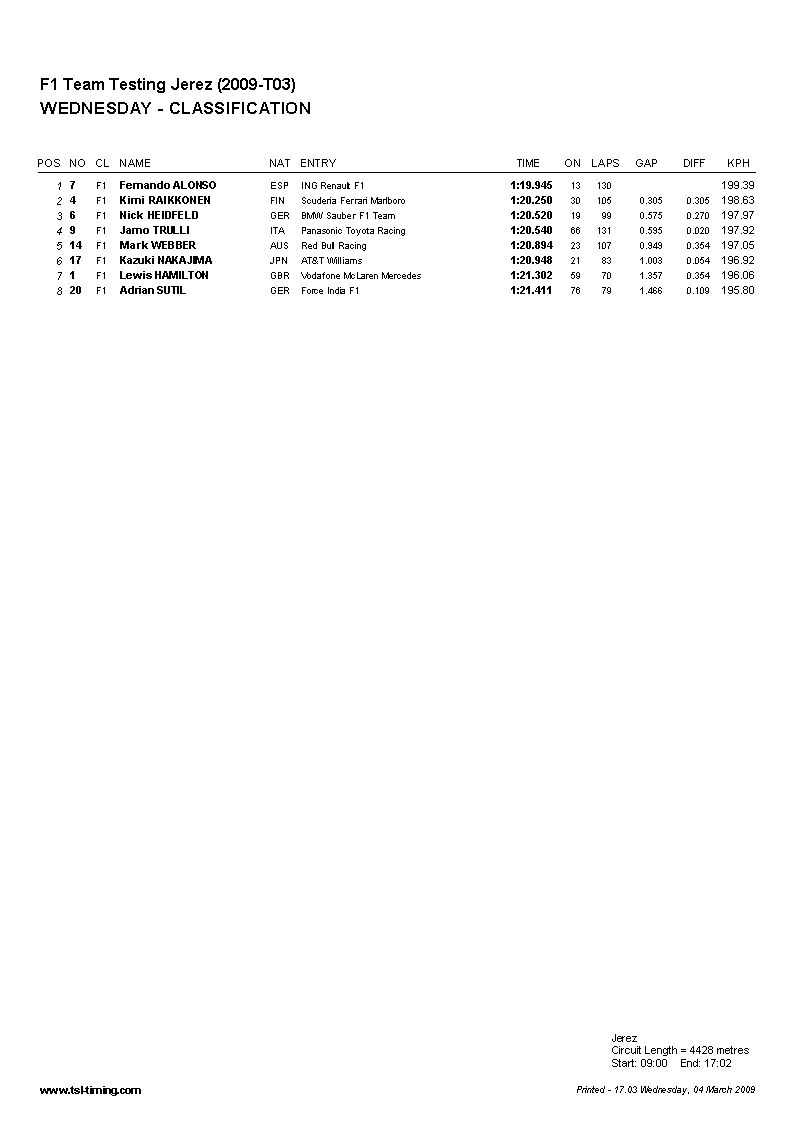 F1 Team Testing Jerez (2009-T03)
WEDNESDAY - CLASSIFICATION
POS NO CL NAME NAT ENTRY TIME ON LAPS GAP DIFF KPH
1 7 F1 Fernando ALONSO ESP ING Renault F1 1:19.945 13 130 199.39
2 4 F1 Kimi RAIKKONEN FIN Scuderia Ferrari Marlboro 1:20.250 30 105 0.305 0.305 198.63
3 6 F1 Nick HEIDFELD GER BMW Sauber F1 Team 1:20.520 19 99 0.575 0.270 197.97
4 9 F1 Jarno TRULLI ITA Panasonic Toyota Racing 1:20.540 66 131 0.595 0.020 197.92
5 14 F1 Mark WEBBER AUS Red Bull Racing 1:20.894 23 107 0.949 0.354 197.05
6 17 F1 Kazuki NAKAJIMA JPN AT&T Williams 1:20.948 21 83 1.003 0.054 196.92
7 1 F1 Lewis HAMILTON GBR Vodafone McLaren Mercedes 1:21.302 59 70 1.357 0.354 196.06
8 20 F1 Adrian SUTIL GER Force India F1 1:21.411 76 79 1.466 0.109 195.80
Jerez
Circuit Length = 4428 metres
Start: 09:00 End: 17:02
www.tsl-timing.com Printed - 17.03 Wednesday, 04 March 2009